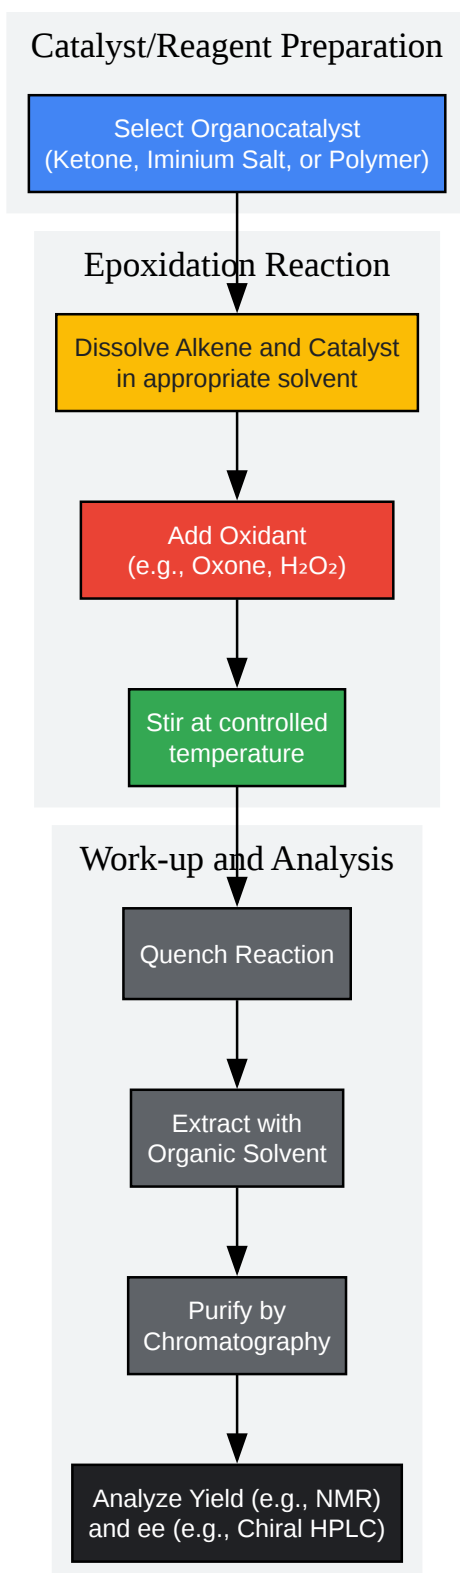 Catalyst/Reagent Preparation
Select Organocatalyst
(Ketone, Iminium Salt, or Polymer)
Epoxidation Reaction
Dissolve Alkene and Catalyst
in appropriate solvent
Add Oxidant
(e.g., Oxone, H₂O₂)
Stir at controlled
temperature
Work-up and Analysis
Quench Reaction
Extract with
Organic Solvent
Purify by
Chromatography
Analyze Yield (e.g., NMR)
and ee (e.g., Chiral HPLC)